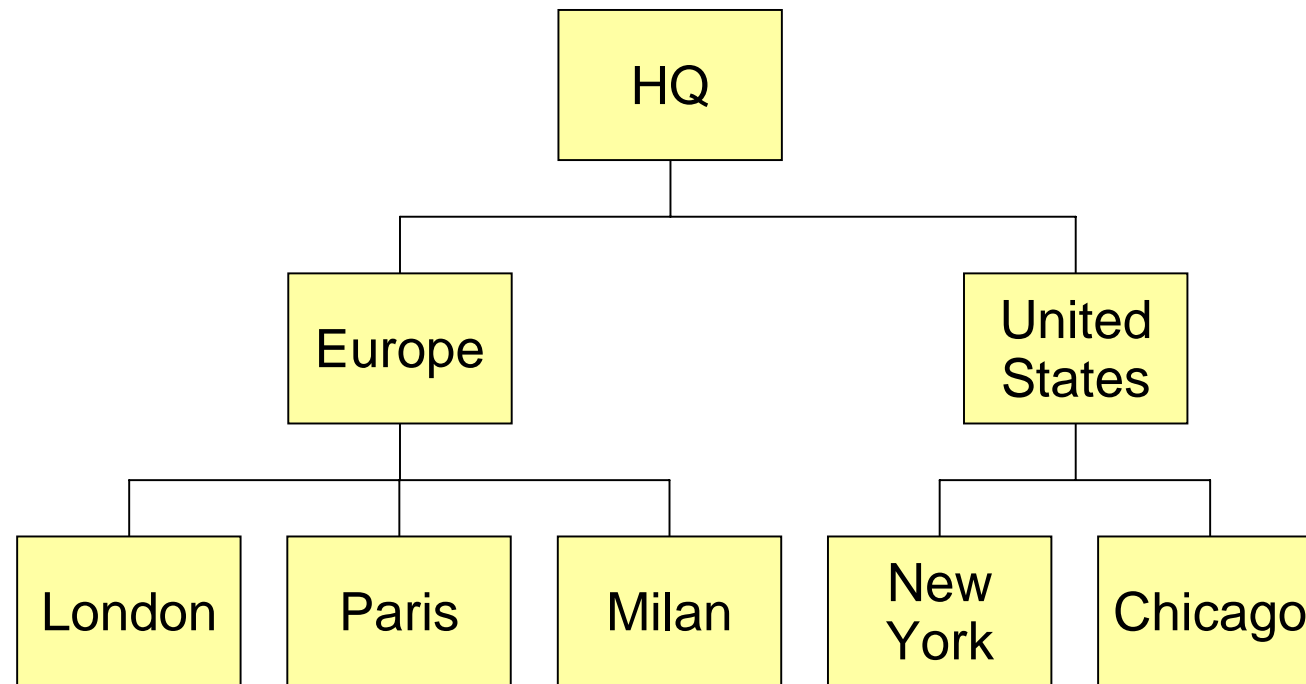 HQ
Europe
United
States
London
Paris
Milan
New
York
Chicago